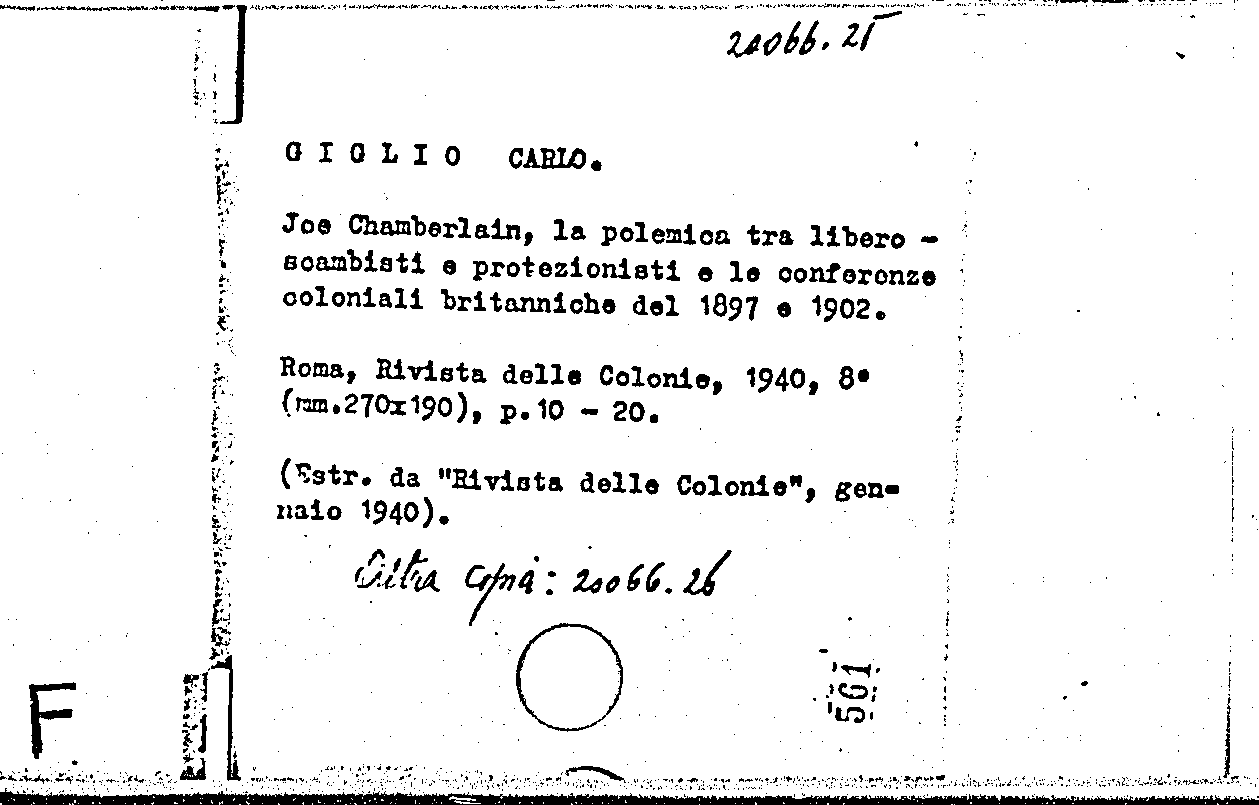 20066.25
G I G L I O CARLO.
Joe Chamberlain, la polemica tra libero -
scambisti e protezionisti e le conferenze
coloniali britanniche del 1897 e 1902.
Roma, Rivista delle Colonie, 1940, 8°
(mm.270x190), p.10 - 20.
(Estr. da "Rivista delle Colonie", gen-
naio 1940).
Altra copia: 20066.26
561
F